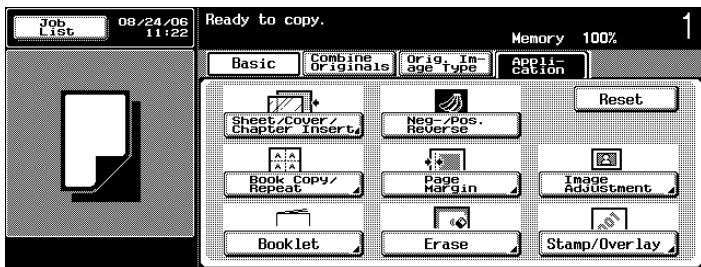 Job
List
08/24/06
11:22
Ready to copy.
Memory 100%
1
Basic
Combine
Originals
Orig. Im-
age Type
Appli-
cation
Reset
Sheet/Cover/
Chapter Insert
Neg-/Pos.
Reverse
A A
A A
Book Copy/
Repeat
Page
Margin
Image
Adjustment
Booklet
Erase
001
Stamp/Overlay